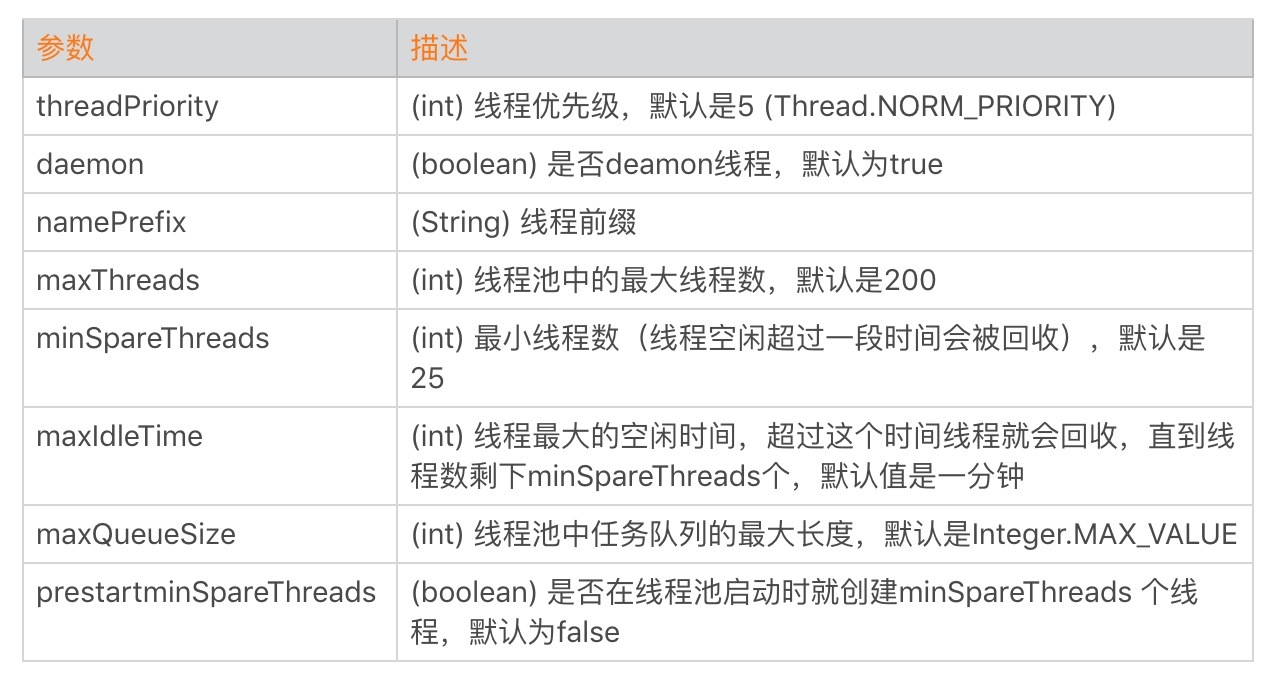 参数 描述
threadPriority (int) 线程优先级，默认是5 (Thread.NORM_PRIORITY)
daemon (boolean) 是否deamon线程，默认为true
namePrefix (String) 线程前缀
maxThreads (int) 线程池中的最大线程数，默认是200
minSpareThreads (int) 最小线程数（线程空闲超过一段时间会被回收），默认是
25
maxIdleTime (int) 线程最大的空闲时间，超过这个时间线程就会回收，直到线
程数剩下minSpareThreads个，默认值是一分钟
maxQueueSize (int) 线程池中任务队列的最大长度，默认是Integer.MAX_VALUE
prestartminSpareThreads (boolean) 是否在线程池启动时就创建minSpareThreads 个线
程，默认为false